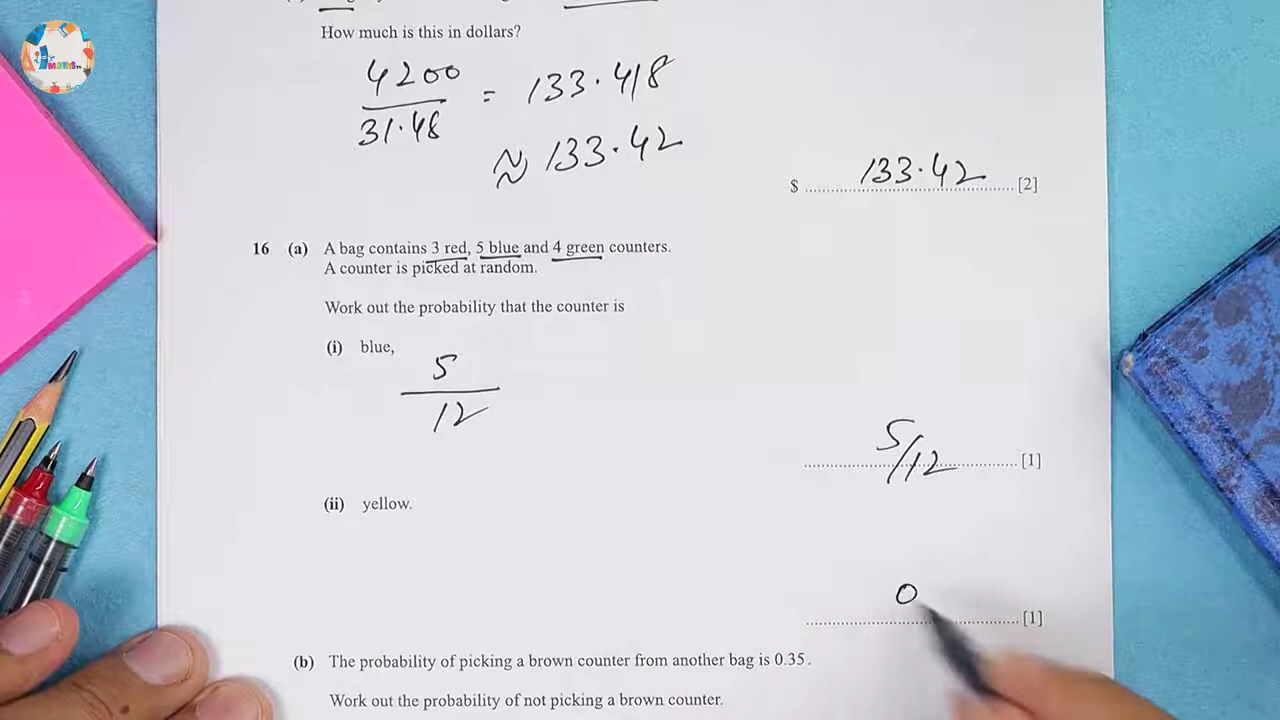 How much is this in dollars?
4200
31.48
= 133.418
≈ 133.42
$ 133.42 [2]
16 (a) A bag contains 3 red, 5 blue and 4 green counters.
A counter is picked at random.
Work out the probability that the counter is
(i) blue,
5
12
5/12 [1]
(ii) yellow.
0 [1]
(b) The probability of picking a brown counter from another bag is 0.35.
Work out the probability of not picking a brown counter.